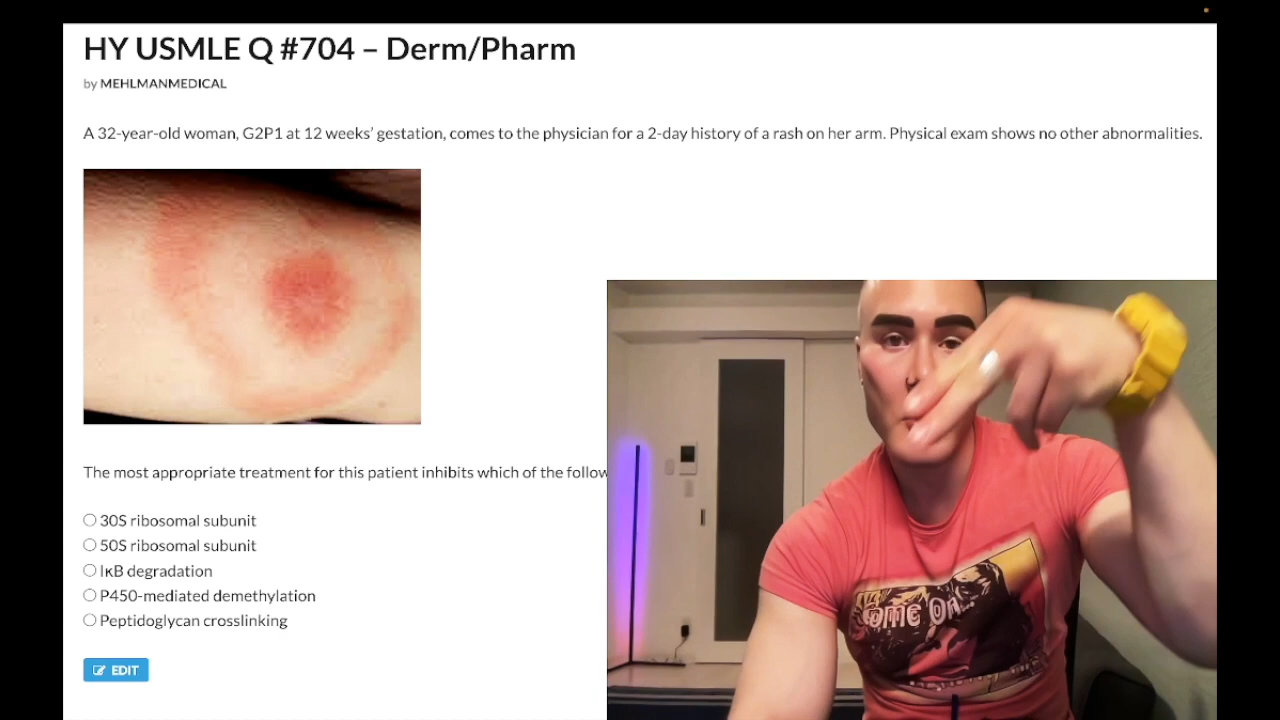 HY USMLE Q #704 – Derm/Pharm
by MEHLMANMEDICAL
A 32-year-old woman, G2P1 at 12 weeks' gestation, comes to the physician for a 2-day history of a rash on her arm. Physical exam shows no other abnormalities.
The most appropriate treatment for this patient inhibits which of the follow
30S ribosomal subunit
50S ribosomal subunit
IκB degradation
P450-mediated demethylation
Peptidoglycan crosslinking
EDIT
COME ON